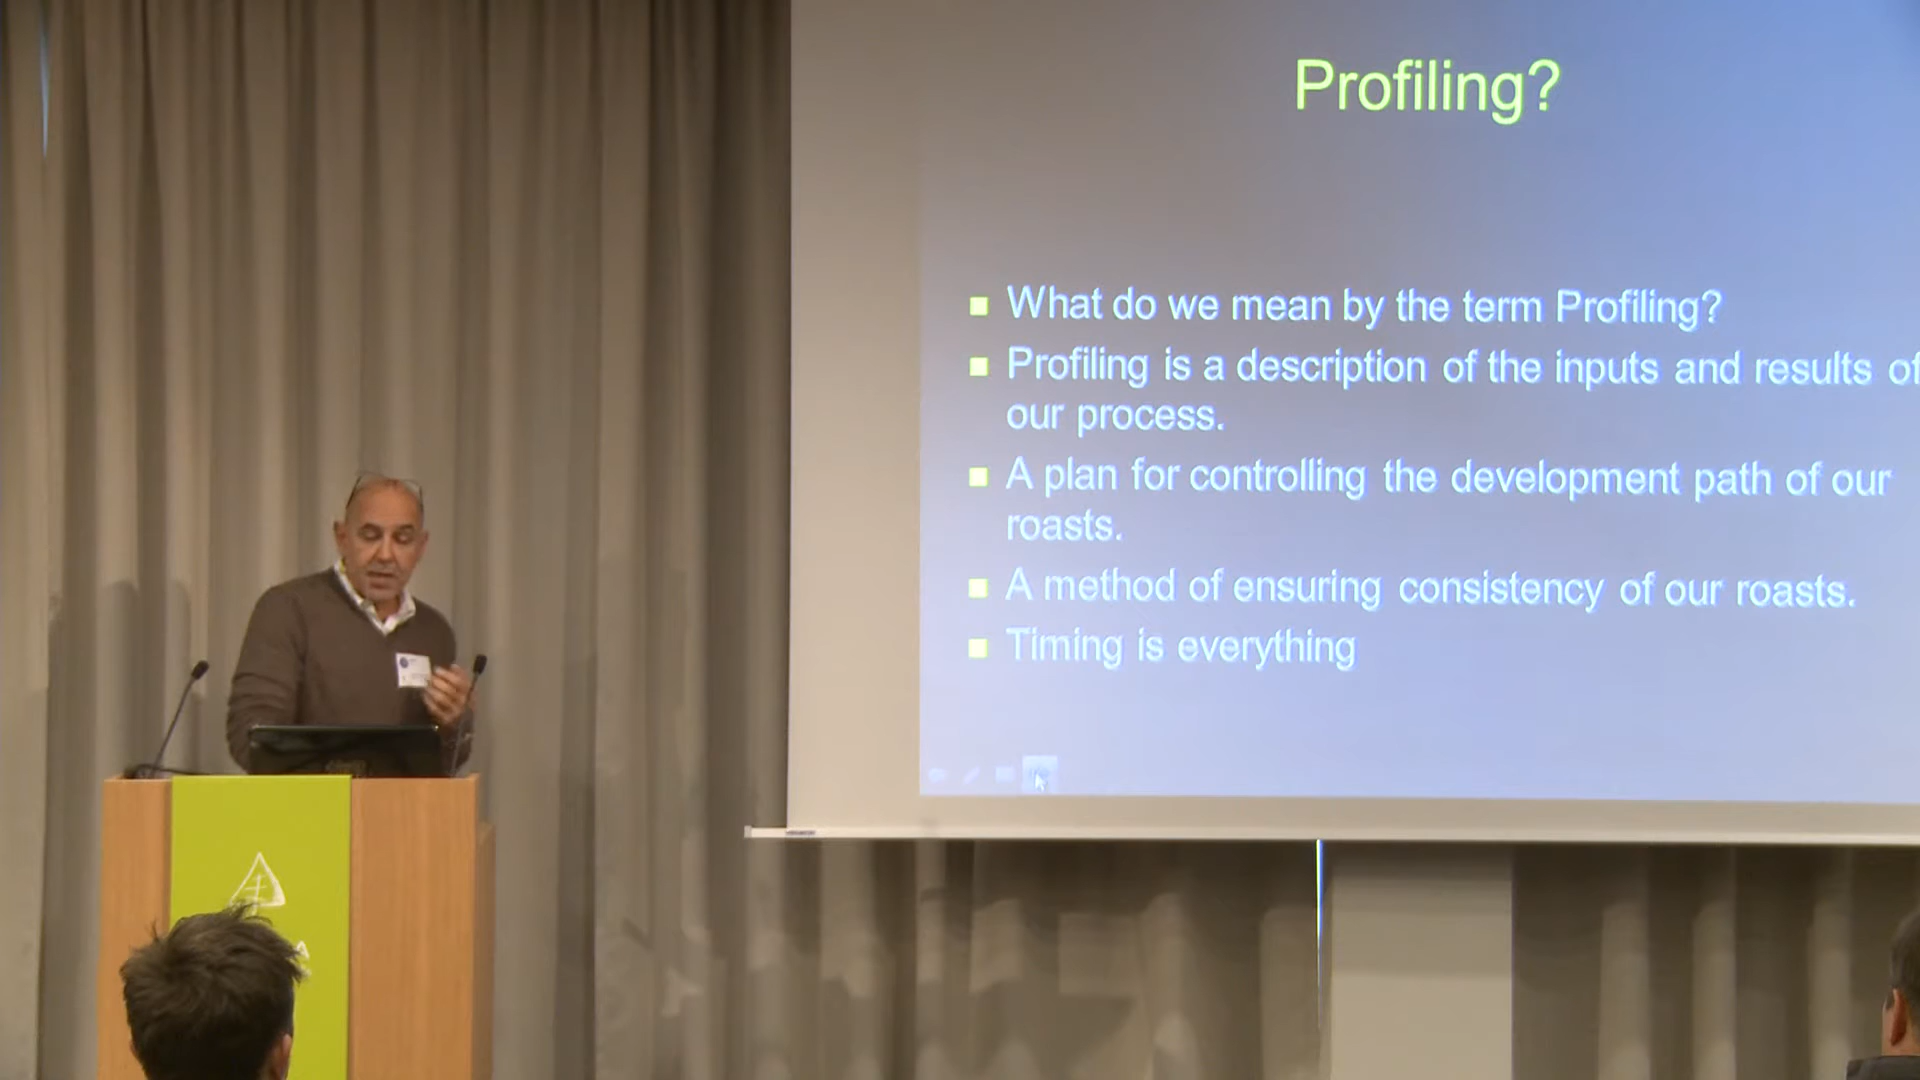 Profiling?
What do we mean by the term Profiling?
Profiling is a description of the inputs and results of
our process.
A plan for controlling the development path of our
roasts.
A method of ensuring consistency of our roasts.
Timing is everything